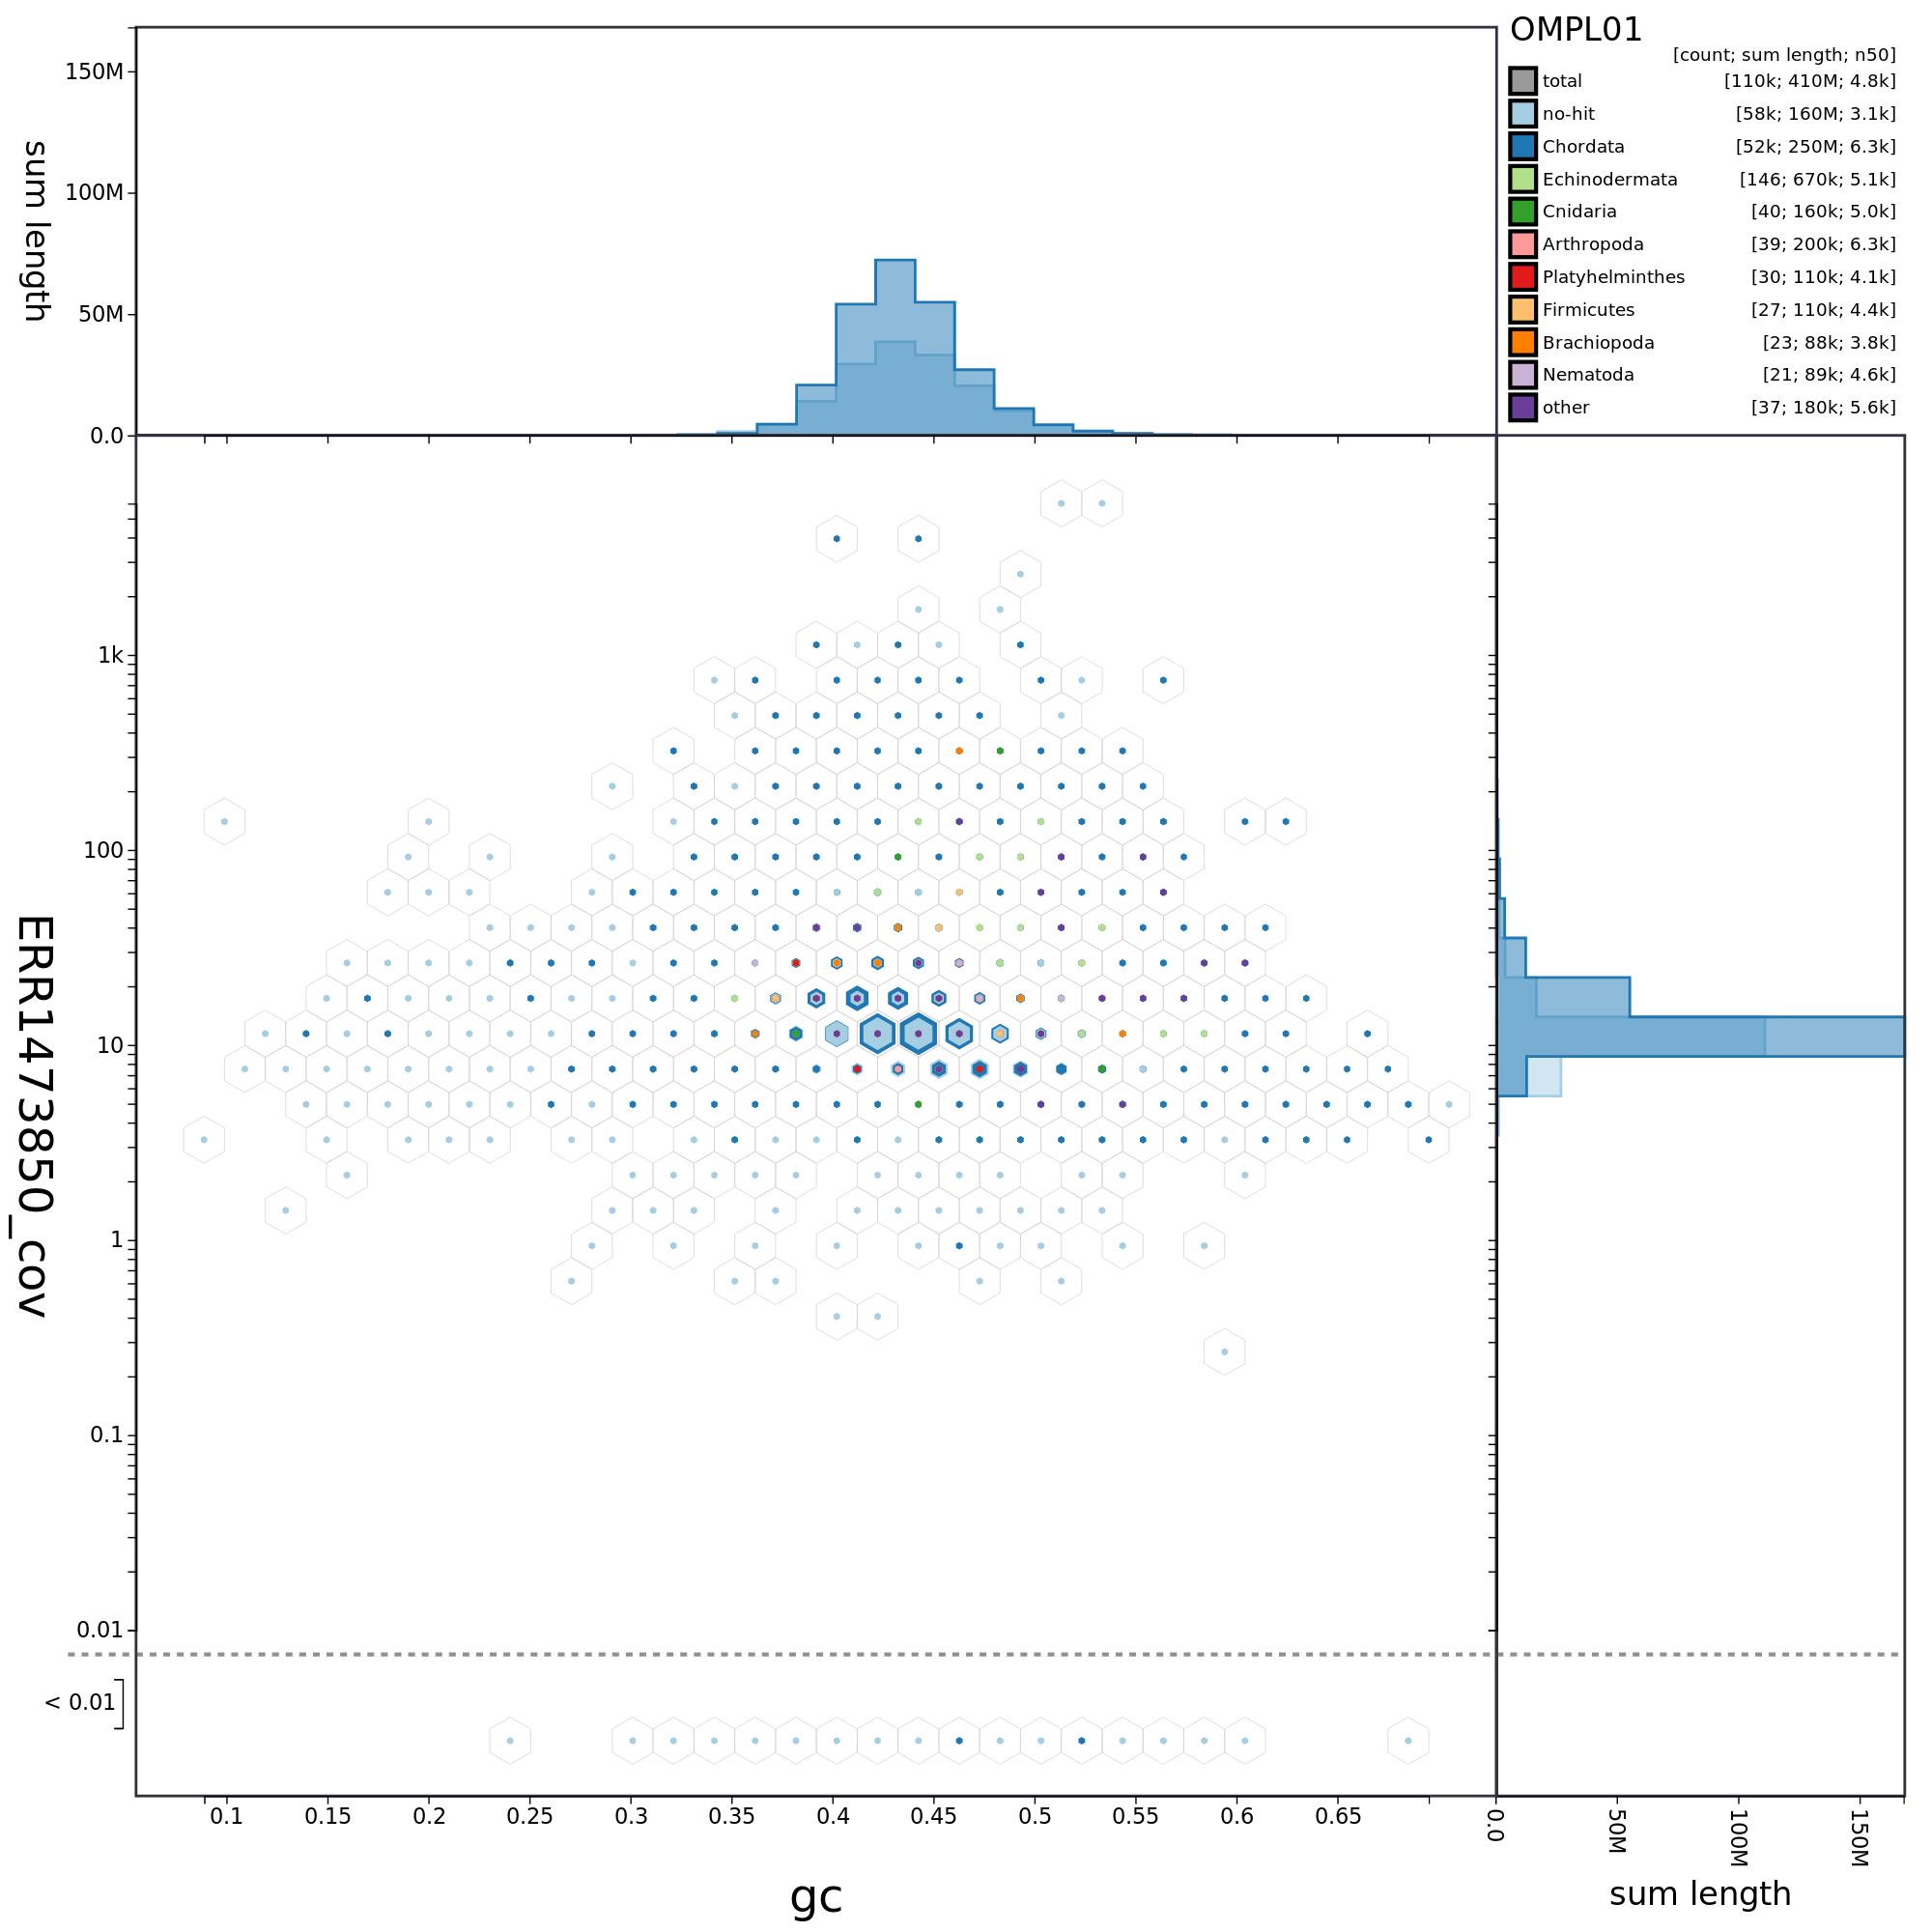 OMPL01
[count; sum length; n50]
total [110k; 410M; 4.8k]
no-hit [58k; 160M; 3.1k]
Chordata [52k; 250M; 6.3k]
Echinodermata [146; 670k; 5.1k]
Cnidaria [40; 160k; 5.0k]
Arthropoda [39; 200k; 6.3k]
Platyhelminthes [30; 110k; 4.1k]
Firmicutes [27; 110k; 4.4k]
Brachiopoda [23; 88k; 3.8k]
Nematoda [21; 89k; 4.6k]
other [37; 180k; 5.6k]
sum length
150M
100M
50M
0.0
ERR1473850_cov
1k
100
10
1
0.1
0.01
< 0.01
0.1 0.15 0.2 0.25 0.3 0.35 0.4 0.45 0.5 0.55 0.6 0.65
gc
0.0 50M 100M 150M
sum length